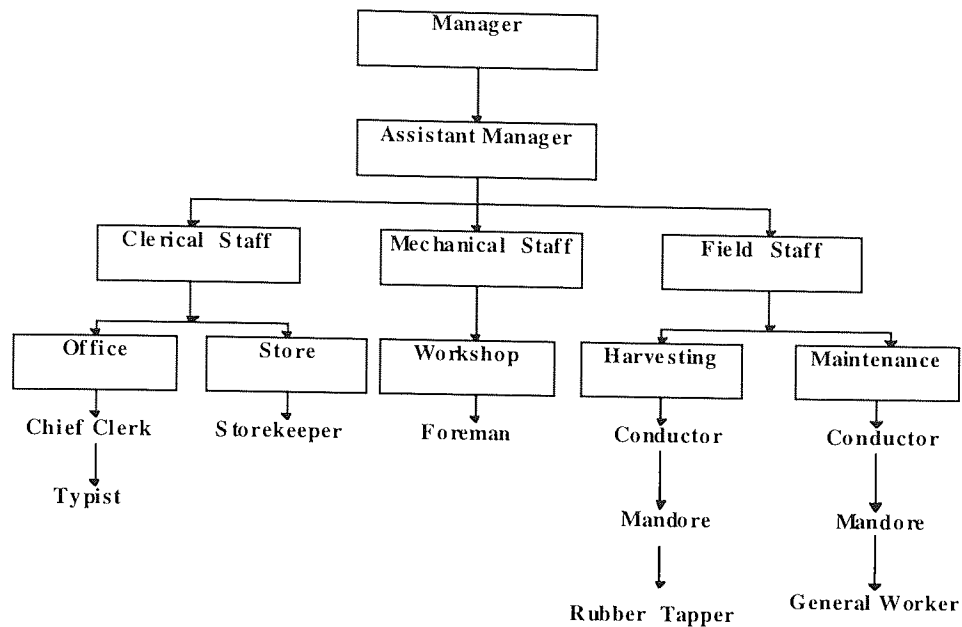 Manager
Assistant Manager
Clerical Staff
Mechanical Staff
Field Staff
Office
Store
Workshop
Harvesting
Maintenance
Chief Clerk
Storekeeper
Foreman
Conductor
Conductor
Typist
Mandore
Mandore
Rubber Tapper
General Worker